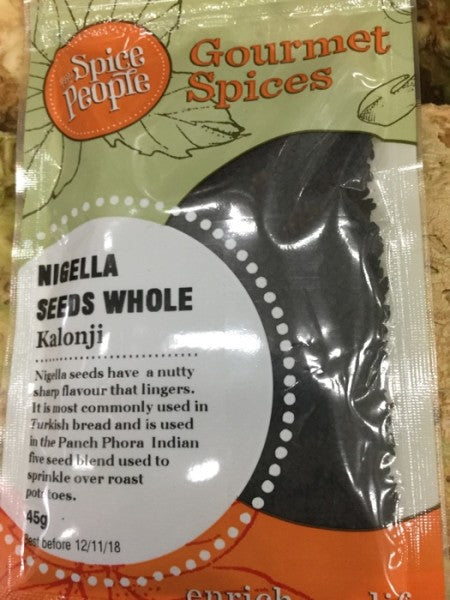 The Spice People
Gourmet
Spices
NIGELLA
SEEDS WHOLE
Kalonji
Nigella seeds have a nutty
sharp flavour that lingers.
It is most commonly used in
Turkish bread and is used
in the Panch Phora Indian
five seed blend used to
sprinkle over roast
potatoes.
45g
Best before 12/11/18
enrich